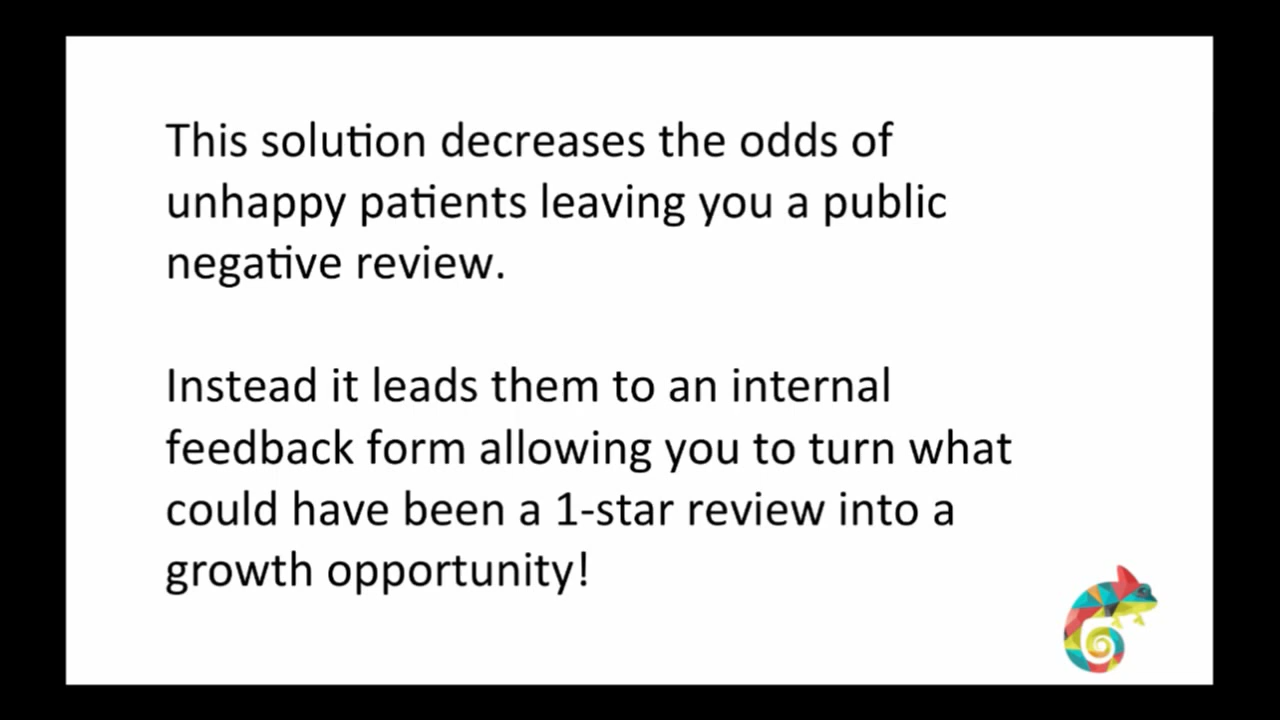 This solution decreases the odds of
unhappy patients leaving you a public
negative review.
Instead it leads them to an internal
feedback form allowing you to turn what
could have been a 1-star review into a
growth opportunity!